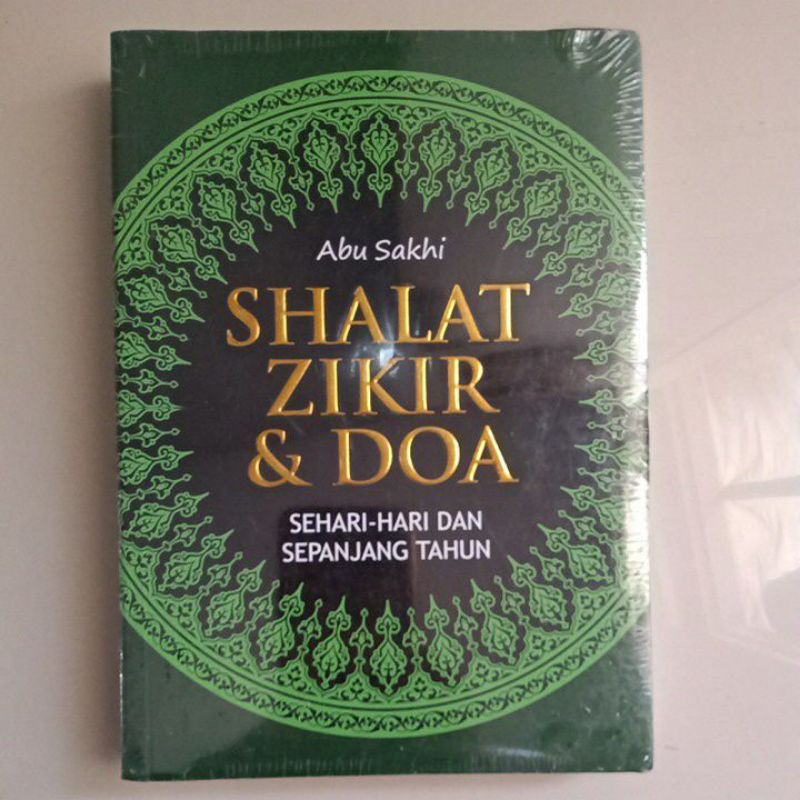 Abu Sakhi
SHALAT
ZIKIR
& DOA
SEHARI-HARI DAN
SEPANJANG TAHUN